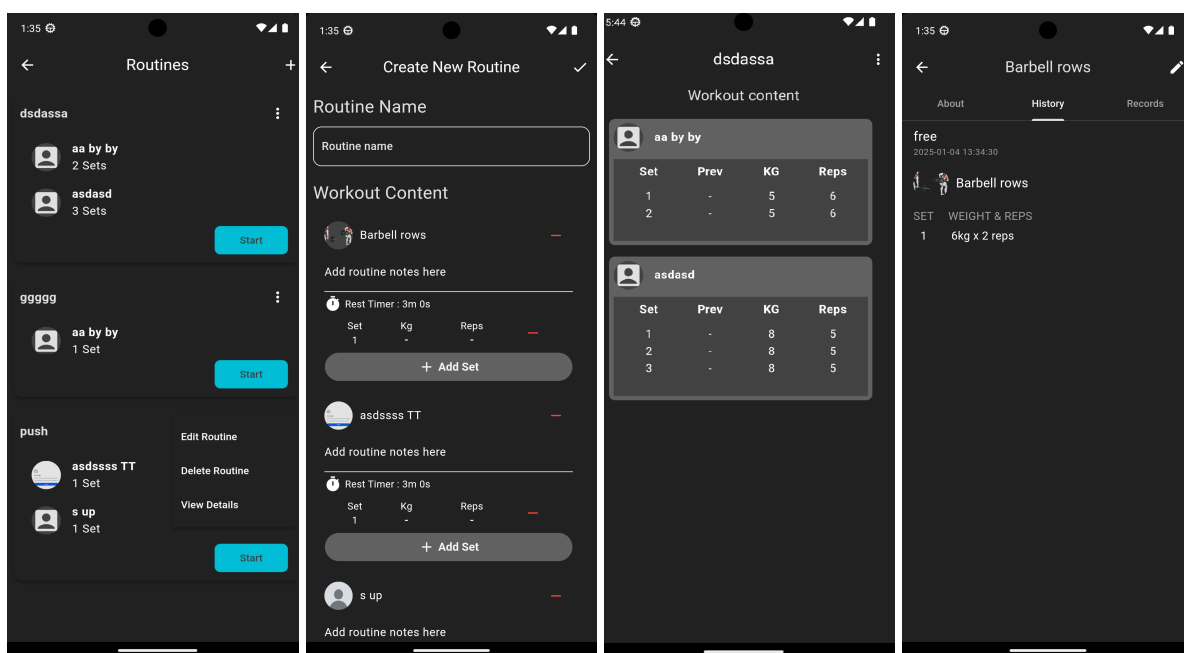 1:35
Routines
dsdassa
aa by by
2 Sets
asdasd
3 Sets
Start
ggggg
aa by by
1 Set
Start
push
Edit Routine
asdssss TT
1 Set
Delete Routine
View Details
s up
1 Set
Start
1:35
Create New Routine
Routine Name
Routine name
Workout Content
Barbell rows
Add routine notes here
Rest Timer : 3m 0s
Set Kg Reps
1 - -
+ Add Set
asdssss TT
Add routine notes here
Rest Timer : 3m 0s
Set Kg Reps
1 - -
+ Add Set
s up
Add routine notes here
5:44
dsdassa
Workout content
aa by by
Set Prev KG Reps
1 - 5 6
2 - 5 6
asdasd
Set Prev KG Reps
1 - 8 5
2 - 8 5
3 - 8 5
1:35
Barbell rows
About History Records
free
2025-01-04 13:34:30
Barbell rows
SET WEIGHT & REPS
1 6kg x 2 reps